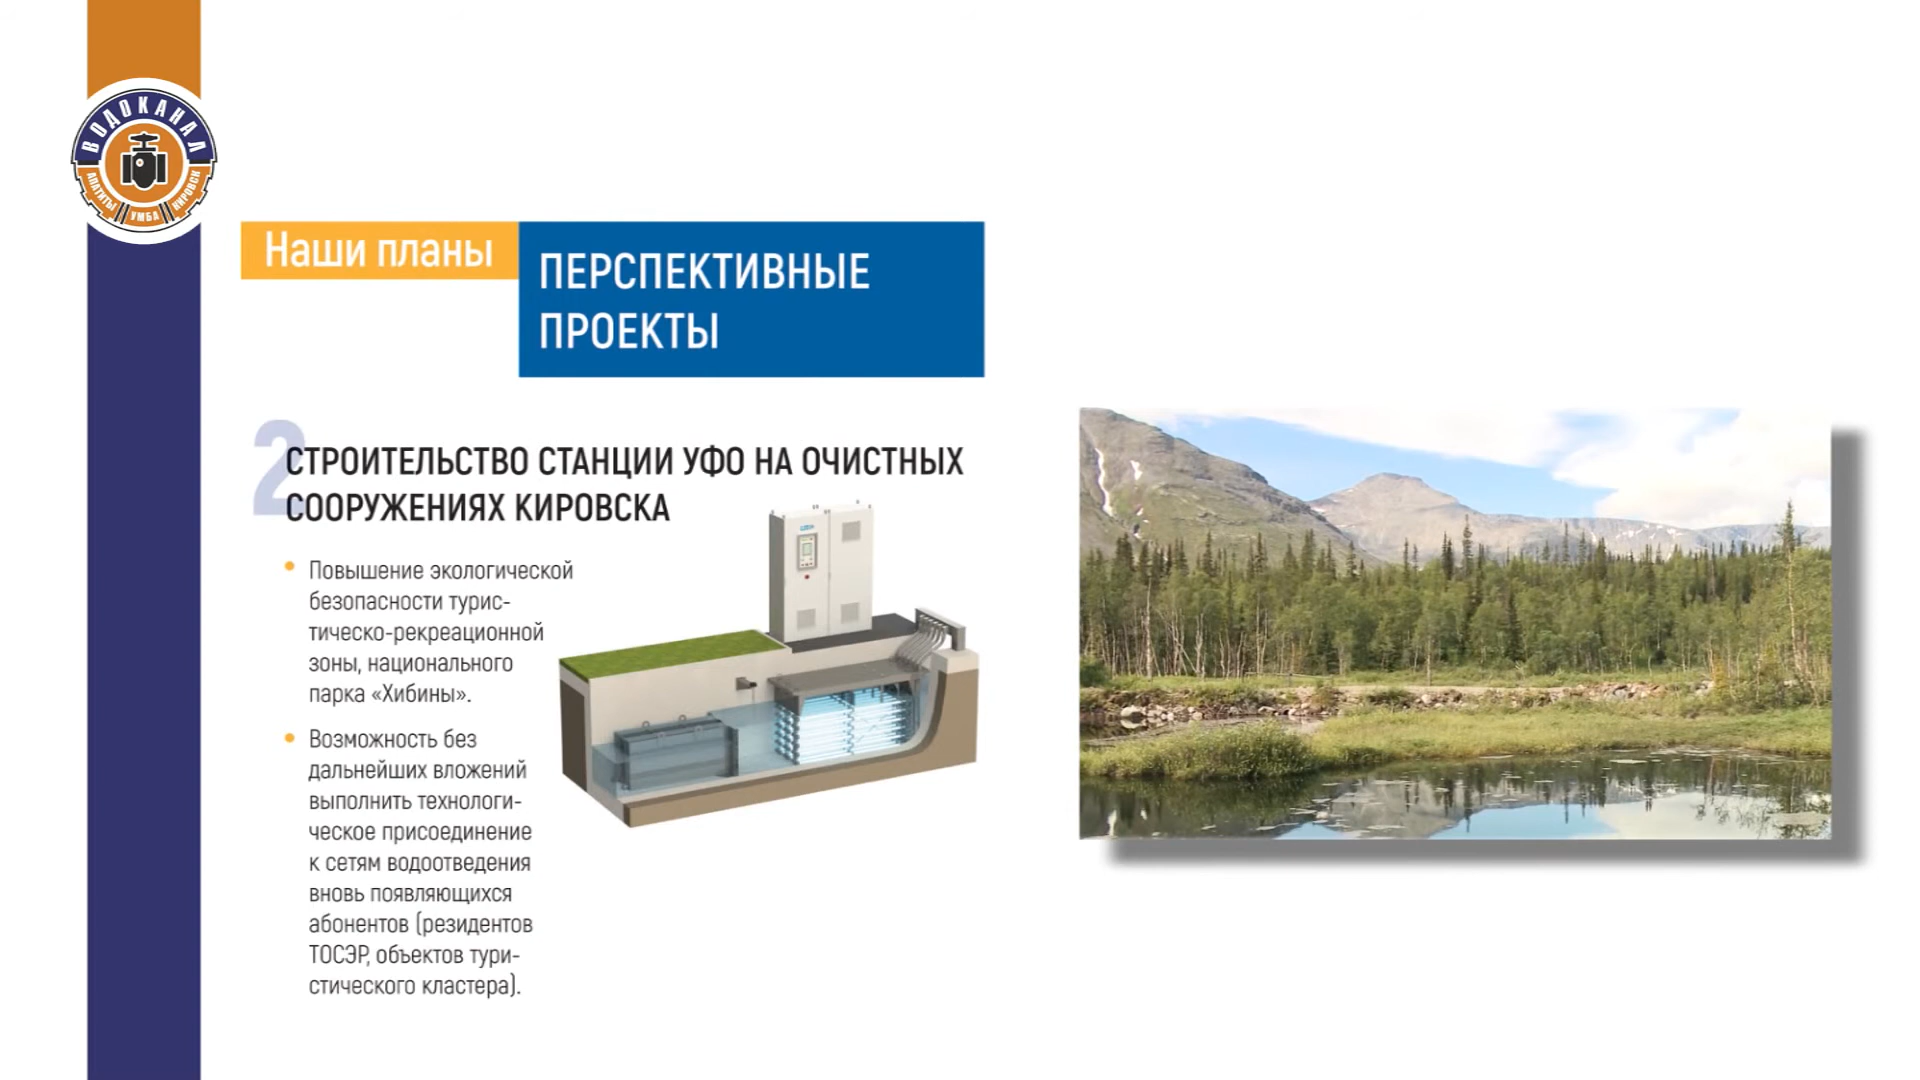 ВОДОКАНАЛ
АПАТИТЫ
УМБА
КИРОВСК
Наши планы
ПЕРСПЕКТИВНЫЕ
ПРОЕКТЫ
2
СТРОИТЕЛЬСТВО СТАНЦИИ УФО НА ОЧИСТНЫХ
СООРУЖЕНИЯХ КИРОВСКА
• Повышение экологической
безопасности турис-
тическо-рекреационной
зоны, национального
парка «Хибины».
• Возможность без
дальнейших вложений
выполнить технологи-
ческое присоединение
к сетям водоотведения
вновь появляющихся
абонентов (резидентов
ТОСЭР, объектов тури-
стического кластера).